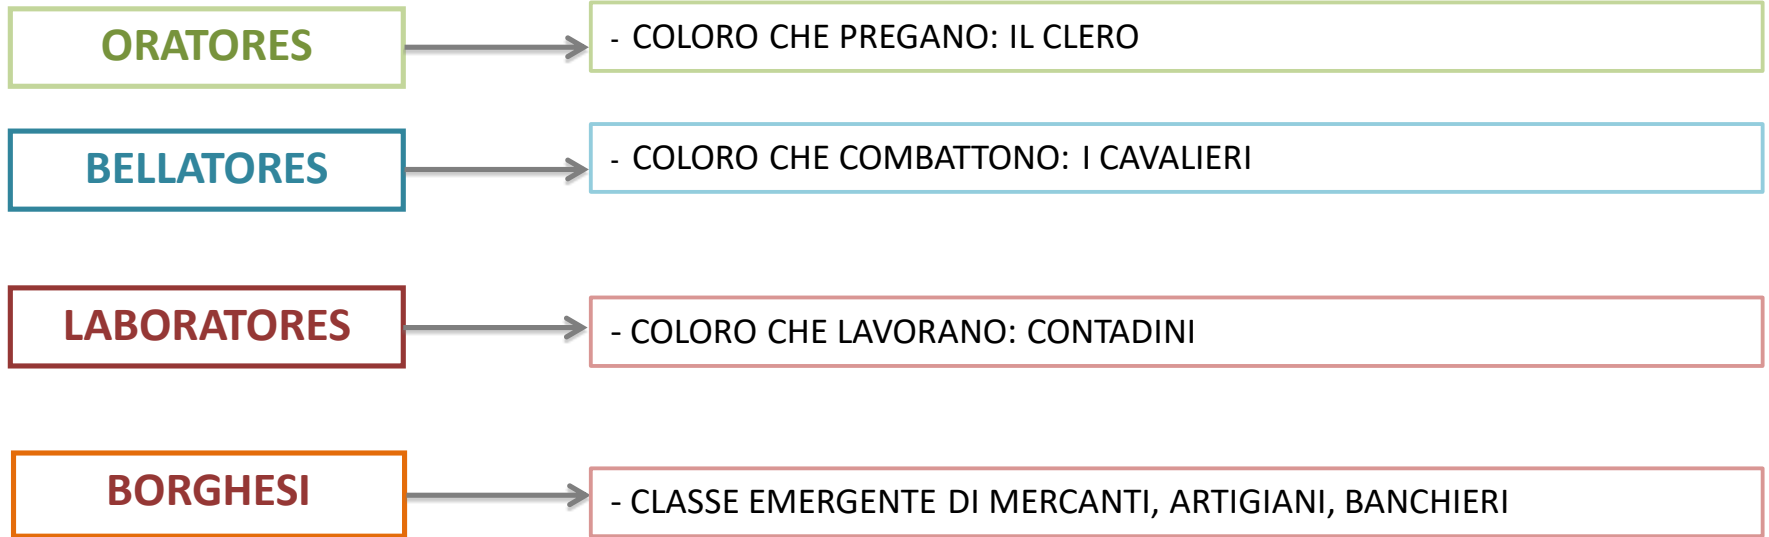 ORATORES
- COLORO CHE PREGANO: IL CLERO
BELLATORES
- COLORO CHE COMBATTONO: I CAVALIERI
LABORATORES
- COLORO CHE LAVORANO: CONTADINI
BORGHESI
- CLASSE EMERGENTE DI MERCANTI, ARTIGIANI, BANCHIERI